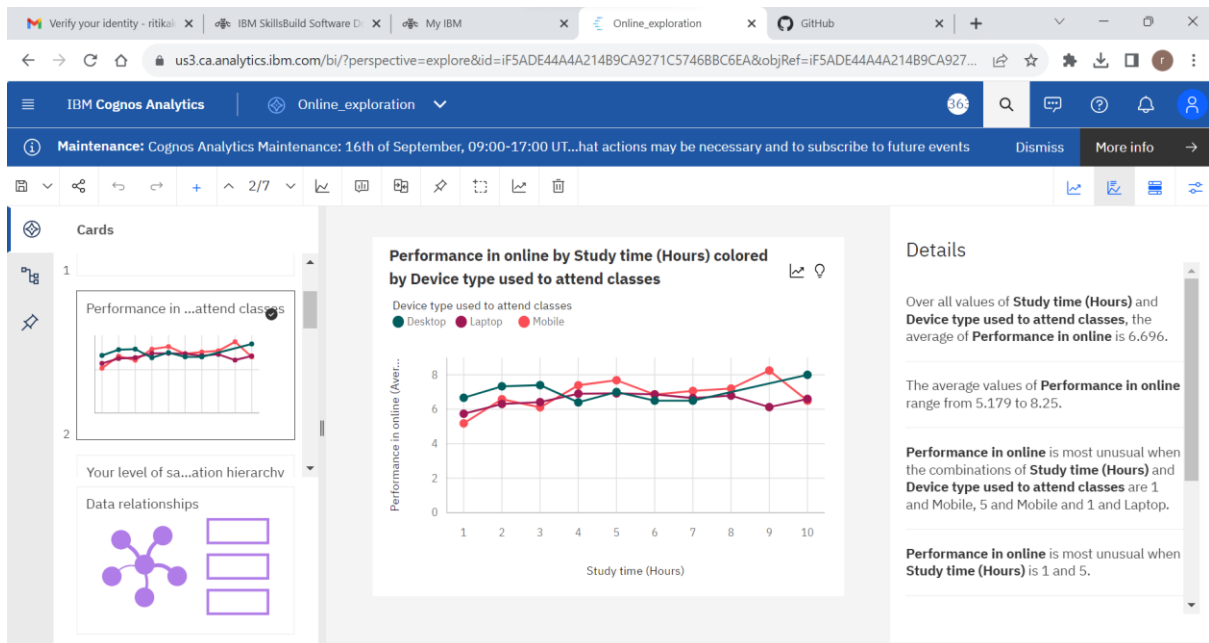 Verify your identity - ritikal
IBM SkillsBuild Software D
My IBM
Online_exploration
GitHub
us3.ca.analytics.ibm.com/bi/?perspective=explore&id=iF5ADE44A4A214B9CA9271C5746BBC6EA&objRef=iF5ADE44A4A214B9CA927...
r
IBM Cognos Analytics
Online_exploration
363
Maintenance: Cognos Analytics Maintenance: 16th of September, 09:00-17:00 UT...hat actions may be necessary and to subscribe to future events
Dismiss
More info
2/7
Cards
1
Performance in ...attend classes
2
Your level of sa...ation hierarchy
Data relationships
Performance in online by Study time (Hours) colored
by Device type used to attend classes
Device type used to attend classes
Desktop Laptop Mobile
Performance in online (Aver...
8
6
4
2
0
1 2 3 4 5 6 7 8 9 10
Study time (Hours)
Details
Over all values of Study time (Hours) and
Device type used to attend classes, the
average of Performance in online is 6.696.
The average values of Performance in online
range from 5.179 to 8.25.
Performance in online is most unusual when
the combinations of Study time (Hours) and
Device type used to attend classes are 1
and Mobile, 5 and Mobile and 1 and Laptop.
Performance in online is most unusual when
Study time (Hours) is 1 and 5.